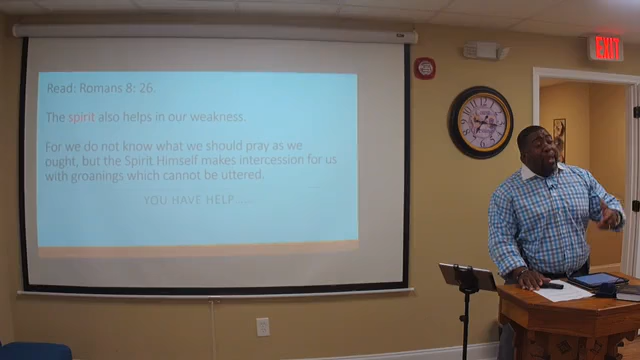 Read: Romans 8: 26.
The spirit also helps in our weakness.
For we do not know what we should pray as we
ought, but the Spirit Himself makes intercession for us
with groanings which cannot be uttered.
YOU HAVE HELP....
EXIT